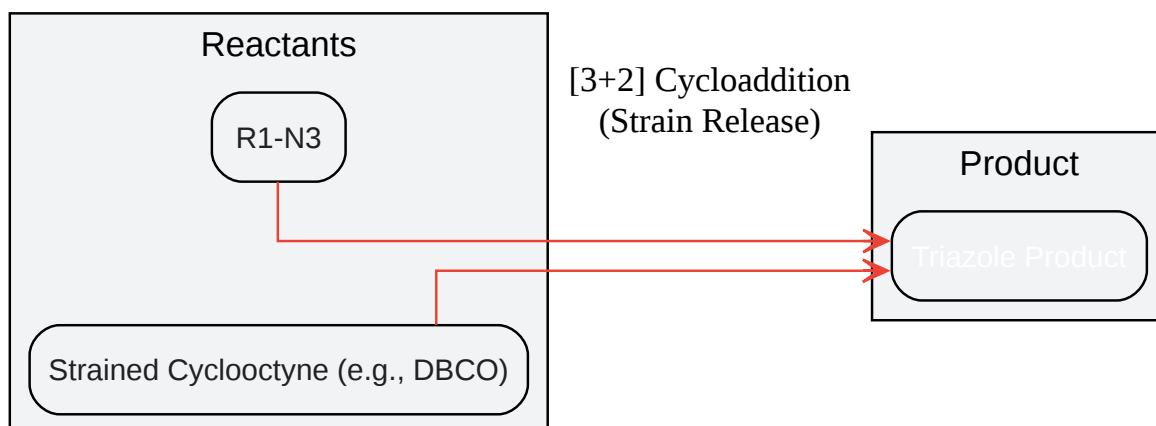 Reactants
R1-N3
Strained Cyclooctyne (e.g., DBCO)
[3+2] Cycloaddition
(Strain Release)
Product
Triazole Product